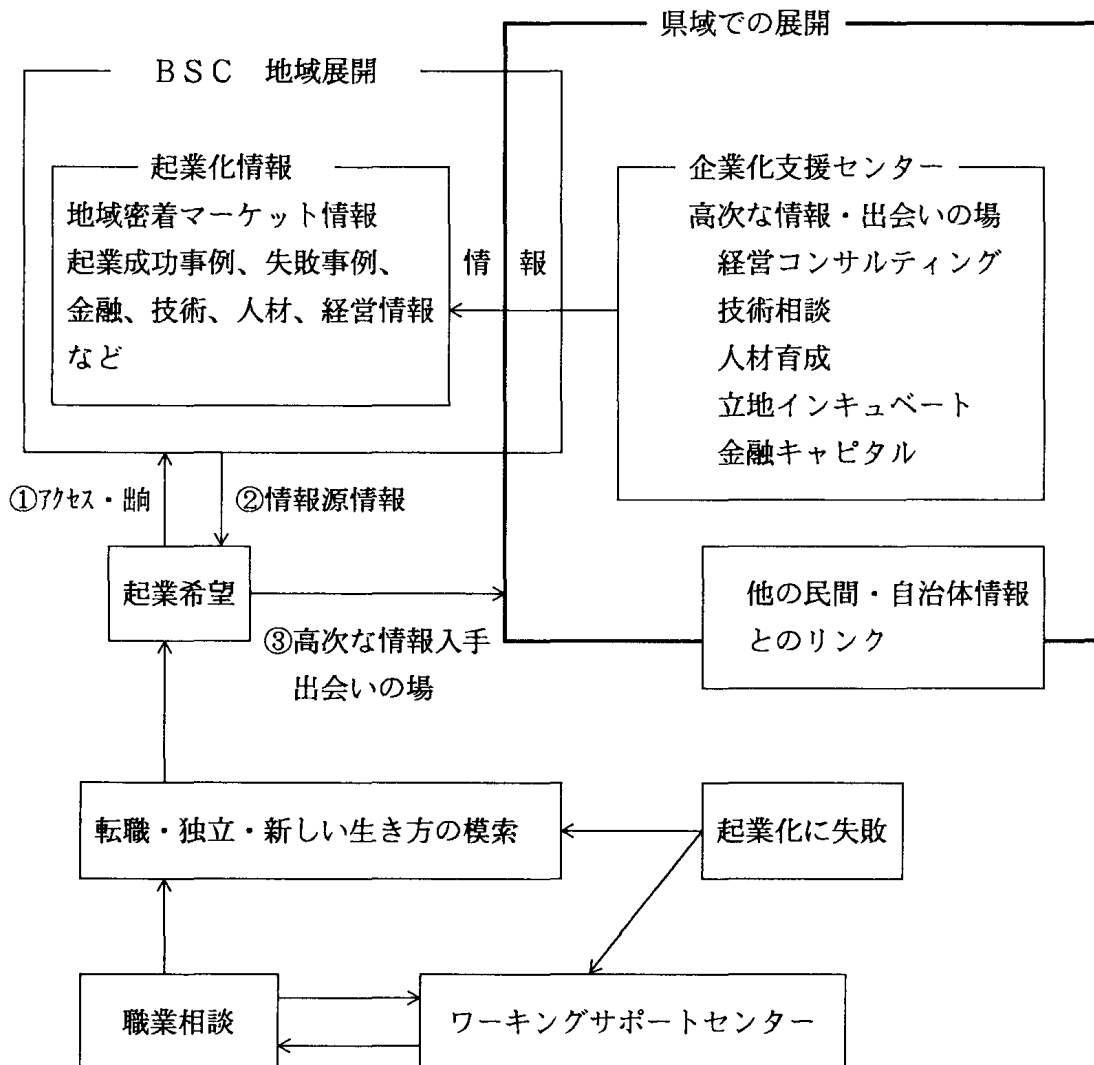 県域での展開
BSC 地域展開
起業化情報
地域密着マーケット情報
起業成功事例、失敗事例、
金融、技術、人材、経営情報
など
情報
企業化支援センター
高次な情報・出会いの場
経営コンサルティング
技術相談
人材育成
立地インキュベート
金融キャピタル
①アクセス・出向
②情報源情報
起業希望
③高次な情報入手
出会いの場
他の民間・自治体情報
とのリンク
転職・独立・新しい生き方の模索
起業化に失敗
職業相談
ワーキングサポートセンター